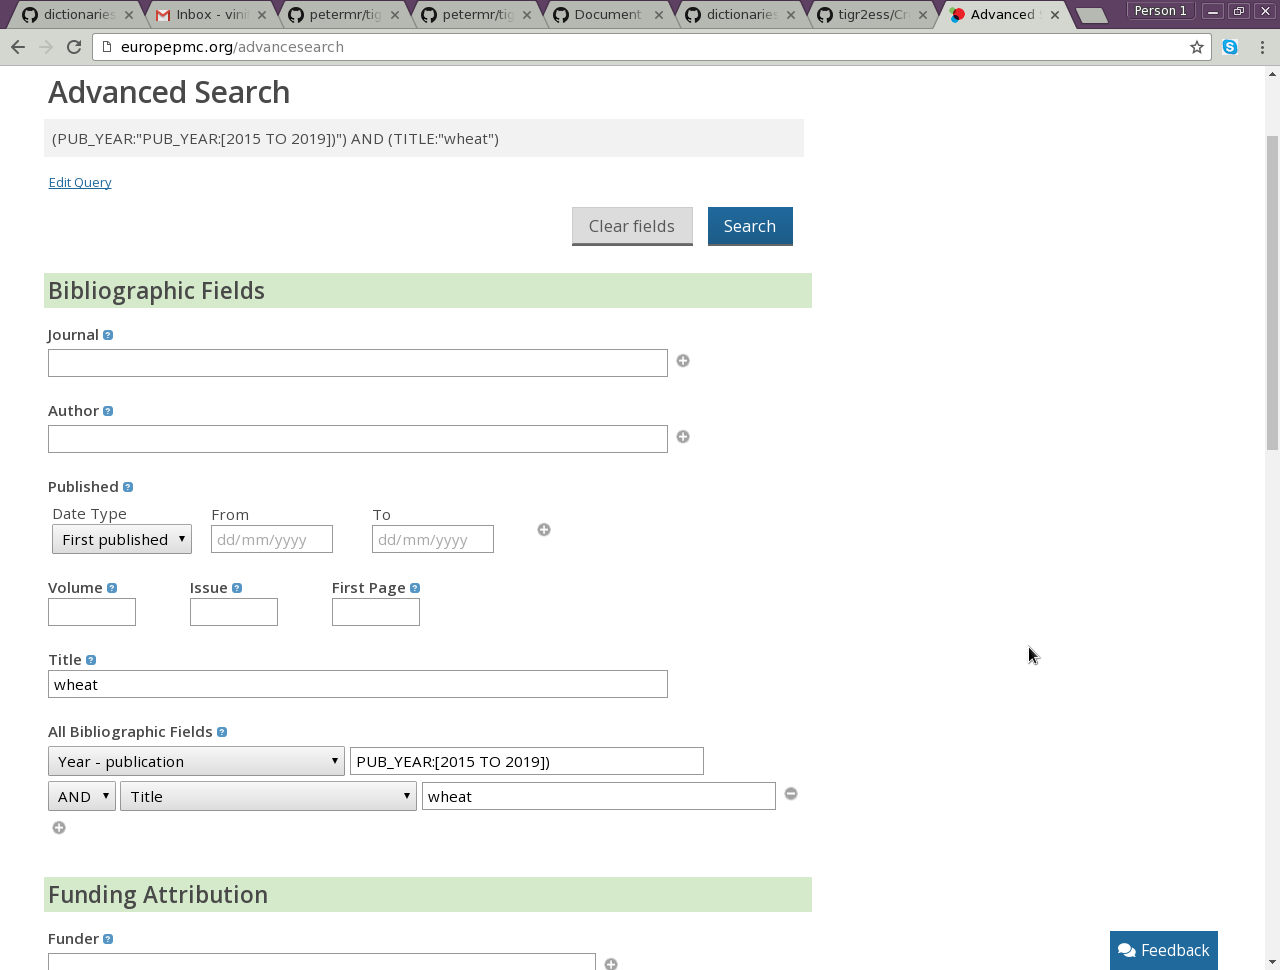 dictionaries
Inbox - vini
petermr/tig
petermr/tig
Document
dictionaries
tigr2ess/Cr
Advanced S
Person 1
europepmc.org/advancesearch
Advanced Search
(PUB_YEAR:"PUB_YEAR:[2015 TO 2019])") AND (TITLE:"wheat")
Edit Query
Clear fields
Search
Bibliographic Fields
Journal ?
Author ?
Published ?
Date Type From To
First published dd/mm/yyyy dd/mm/yyyy
Volume ? Issue ? First Page ?
Title ?
wheat
All Bibliographic Fields ?
Year - publication PUB_YEAR:[2015 TO 2019])
AND Title wheat
Funding Attribution
Funder ?
Feedback